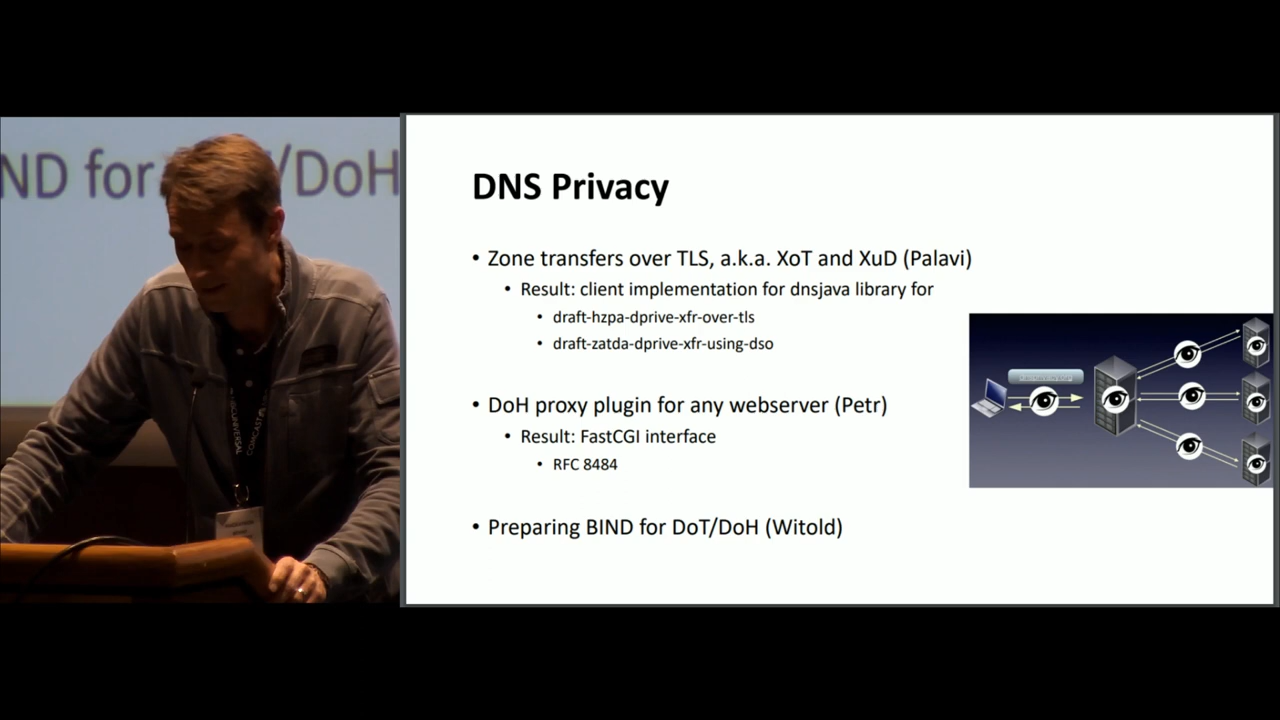 ND for
/DoH
COMCAST
NBCUNIVERSAL
DNS Privacy
• Zone transfers over TLS, a.k.a. XoT and XuD (Palavi)
• Result: client implementation for dnsjava library for
• draft-hzpa-dprive-xfr-over-tls
• draft-zatda-dprive-xfr-using-dso
• DoH proxy plugin for any webserver (Petr)
• Result: FastCGI interface
• RFC 8484
• Preparing BIND for DoT/DoH (Witold)